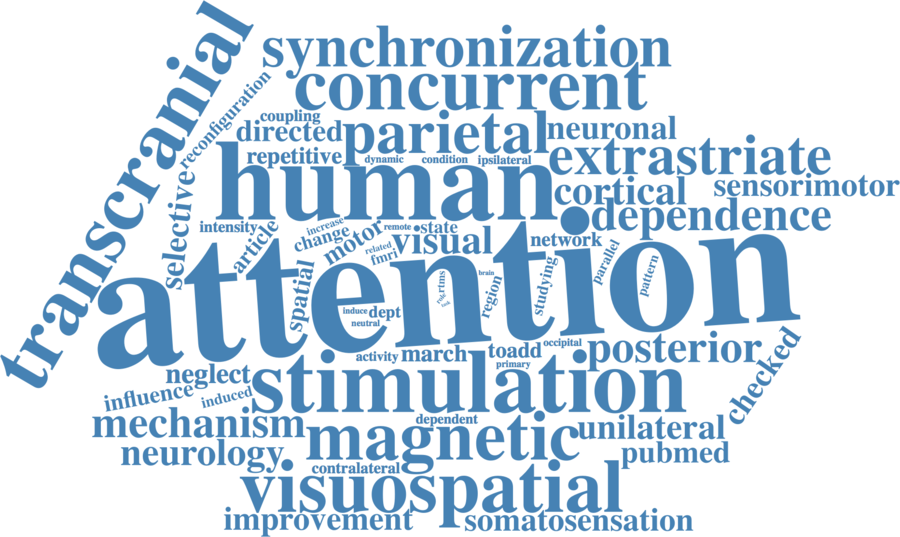 transcranial
synchronization
concurrent
reconfiguration
coupling
directed
parietal
neuronal
repetitive
dynamic
condition
ipsilateral
extrastriate
human
cortical
sensorimotor
selective
dependence
intensity
article
increase
change
motor
remote
state
related
fmri
visual
network
parallel
pattern
attention
spatial
brain
rtms
role
task
region
studying
induce
dept
neutral
activity
march
toadd
occipital
primary
posterior
checked
neglect
stimulation
influence
induced
mechanism
dependent
magnetic
unilateral
neurology
contralateral
pubmed
visuospatial
improvement
somatosensation